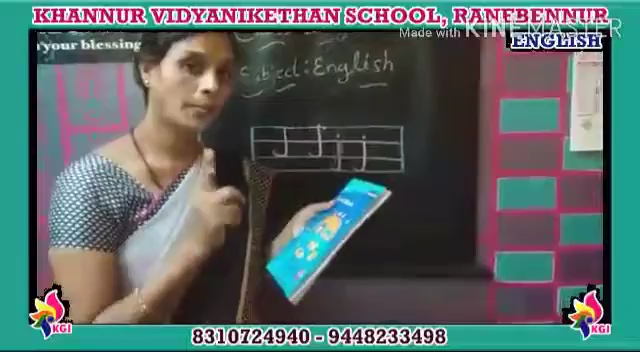 KHANNUR VIDYANIKETHAN SCHOOL, RANEBENNUR
Made with KINEMASTER
your blessing
ENGLISH
Subject : English
J J j j
KGI
KGI
8310724940 - 9448233498